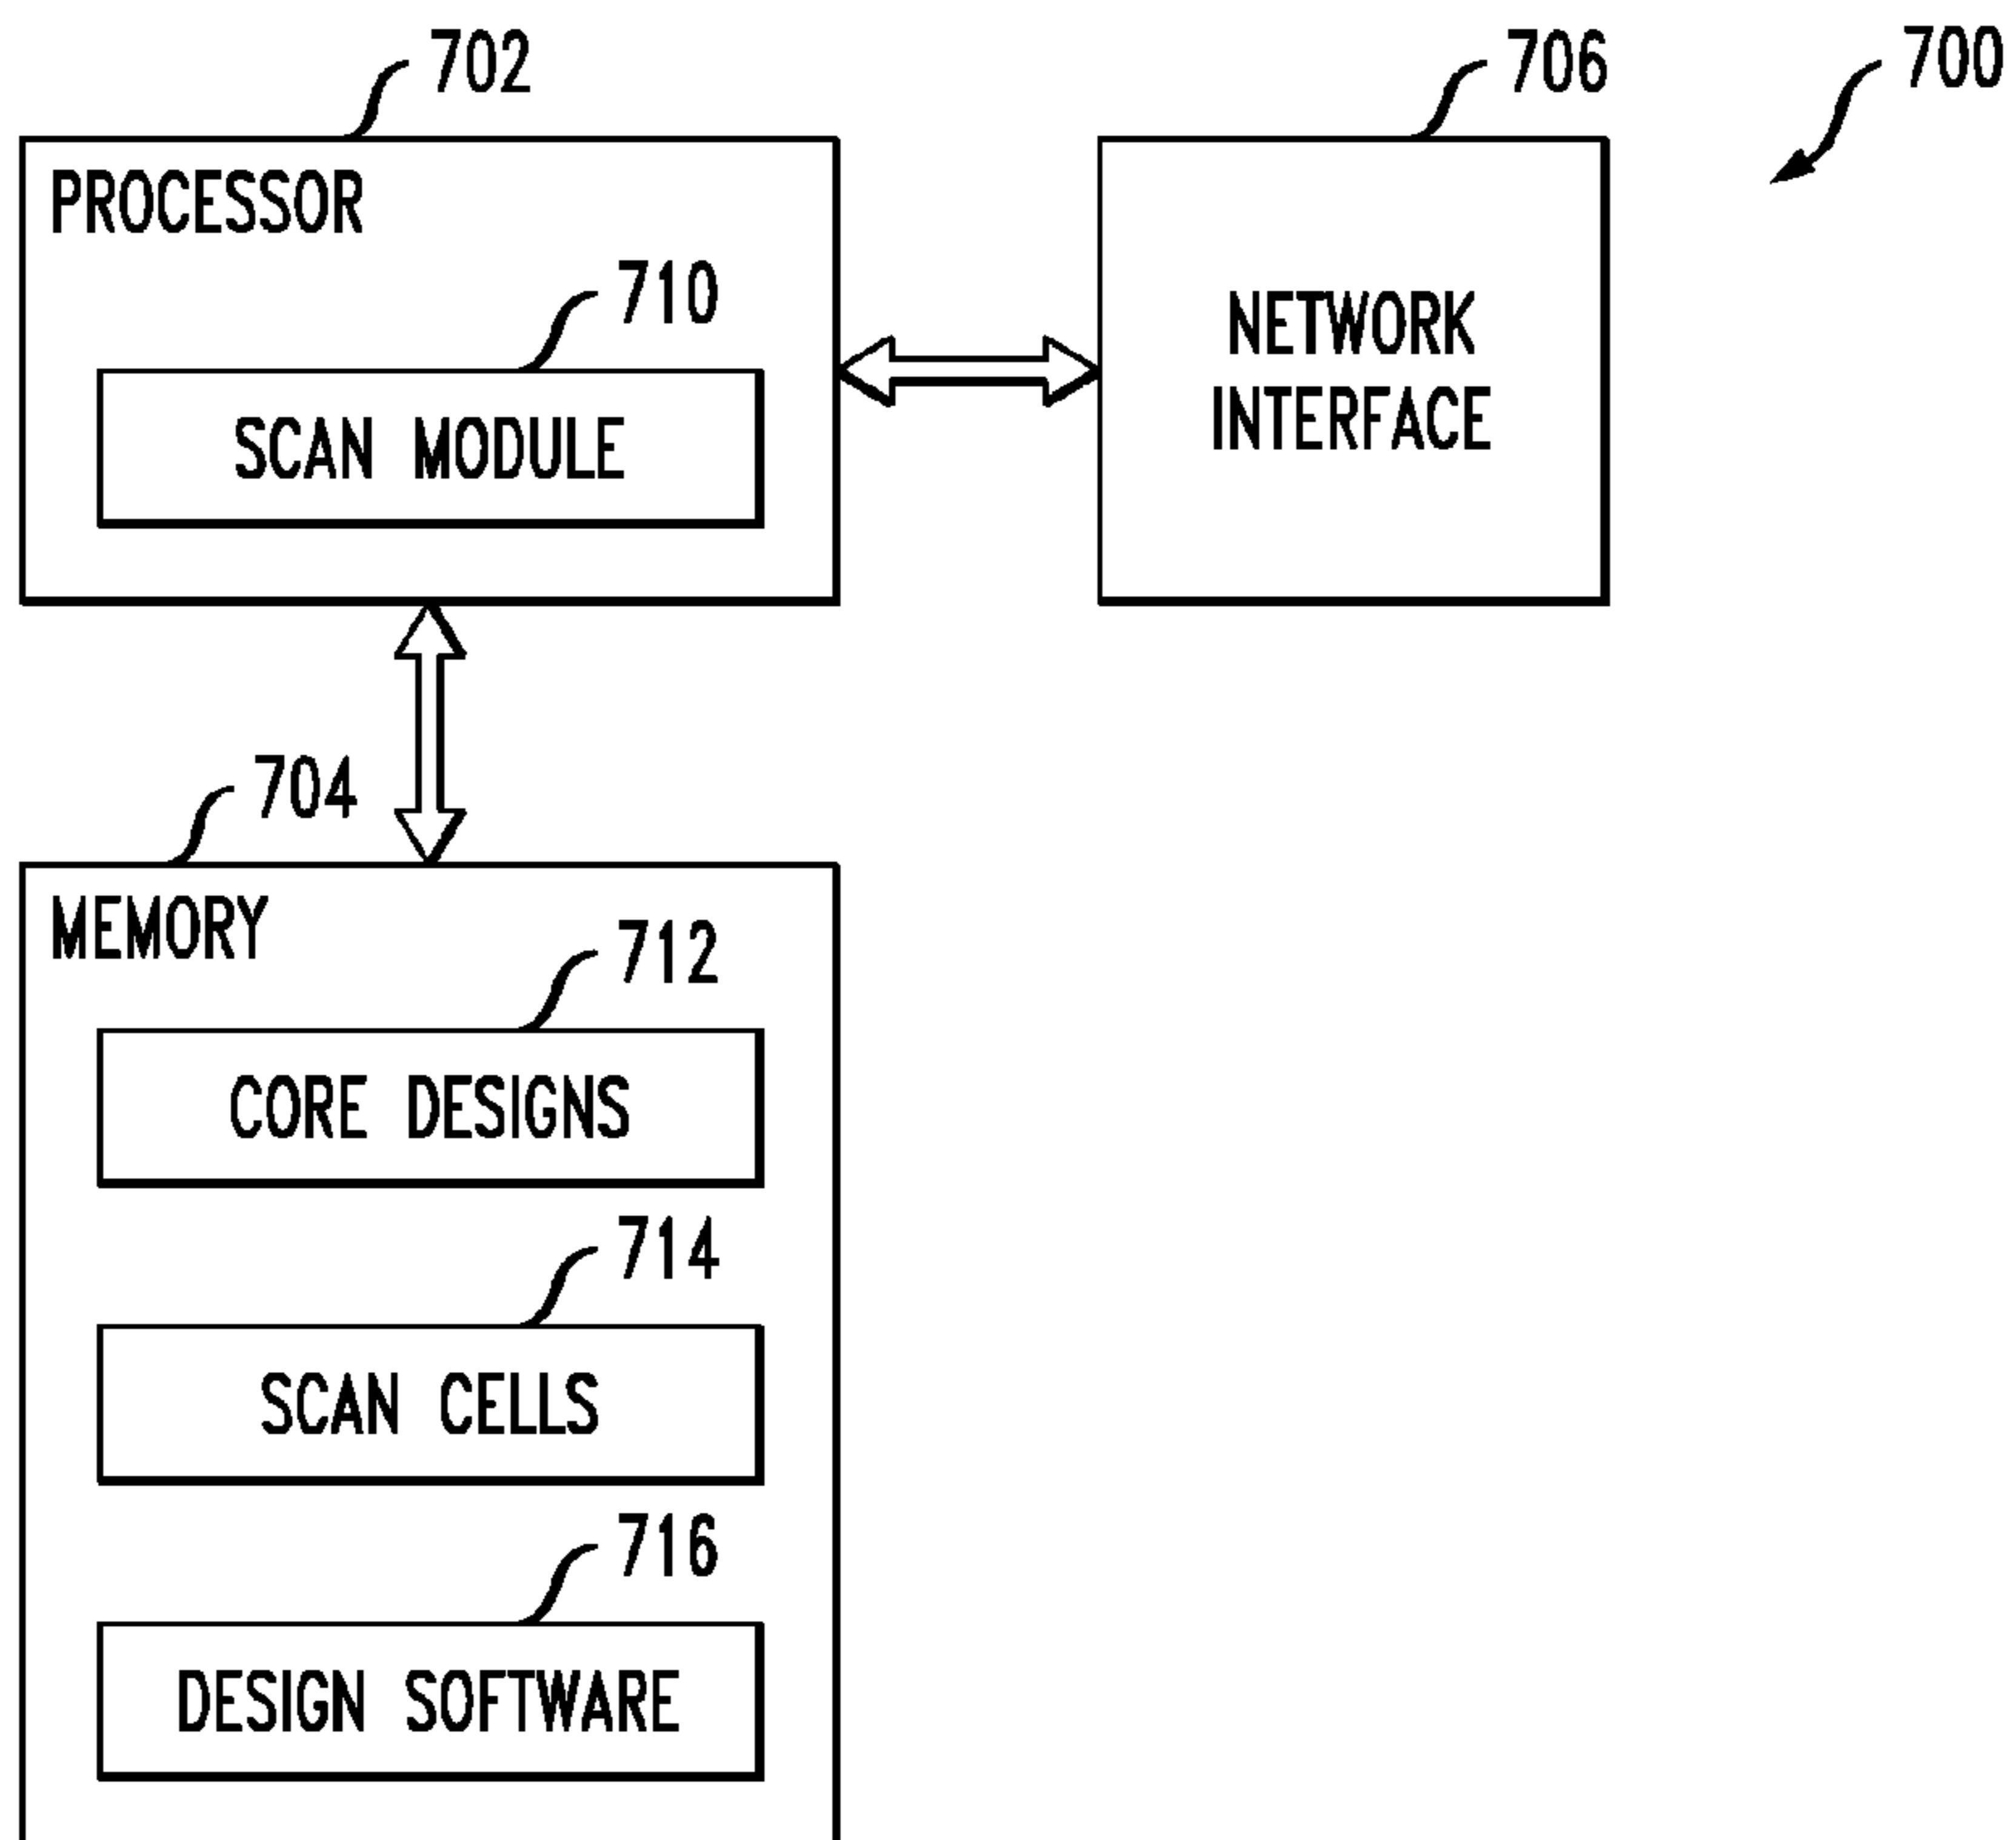 702
706
700
PROCESSOR
710
SCAN MODULE
NETWORK
INTERFACE
704
MEMORY
712
CORE DESIGNS
714
SCAN CELLS
716
DESIGN SOFTWARE